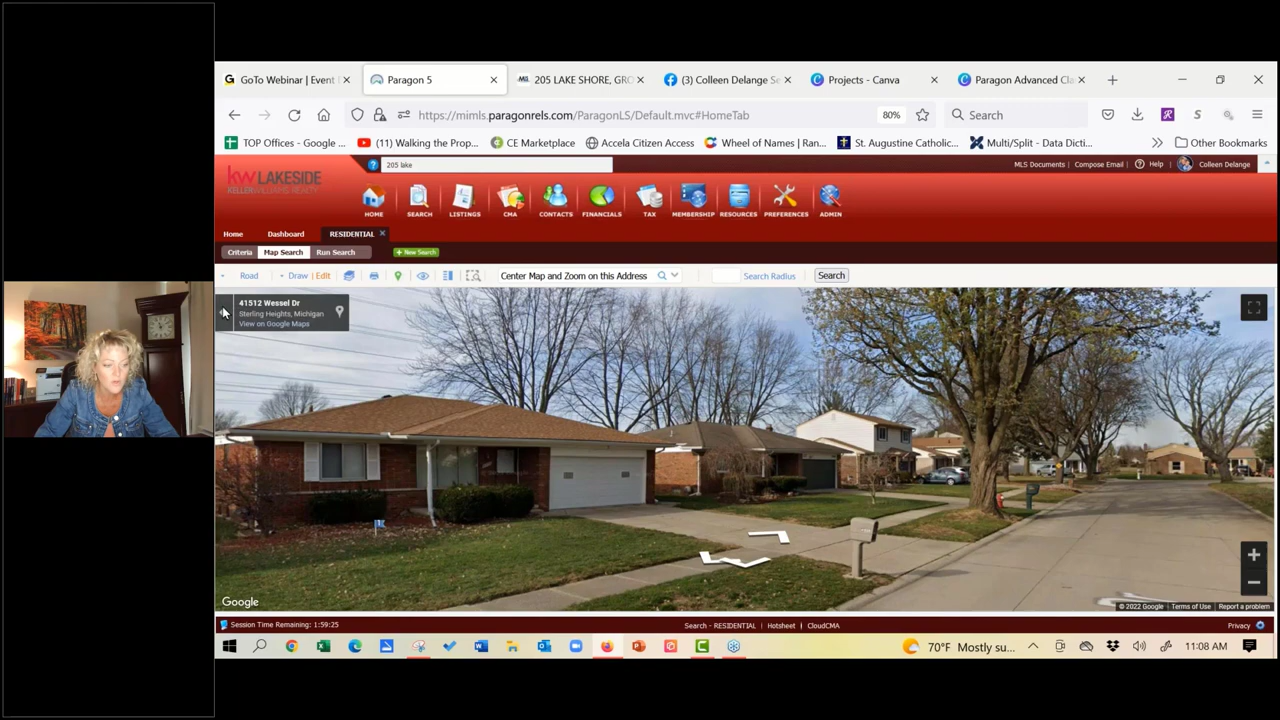 GoTo Webinar | Event
Paragon 5
205 LAKE SHORE, GRO
(3) Colleen Delange Se
Projects - Canva
Paragon Advanced Cla
https://mimls.paragonrels.com/ParagonLS/Default.mvc#HomeTab
80%
Search
TOP Offices - Google ...
(11) Walking the Prop...
CE Marketplace
Accela Citizen Access
Wheel of Names | Ran...
St. Augustine Catholic...
Multi/Split - Data Dicti...
Other Bookmarks
kw LAKESIDE
KELLERWILLIAMS REALTY
205 lake
MLS Documents
Compose Email
Help
Colleen Delange
HOME
SEARCH
LISTINGS
CMA
CONTACTS
FINANCIALS
TAX
MEMBERSHIP
RESOURCES
PREFERENCES
ADMIN
Home
Dashboard
RESIDENTIAL
Criteria
Map Search
Run Search
New Search
Road
Draw
Edit
Center Map and Zoom on this Address
Search Radius
Search
41512 Wessel Dr
Sterling Heights, Michigan
View on Google Maps
Google
© 2022 Google
Terms of Use
Report a problem
Session Time Remaining: 1:59:25
Search - RESIDENTIAL
Hotsheet
CloudCMA
Privacy
70°F Mostly su...
11:08 AM